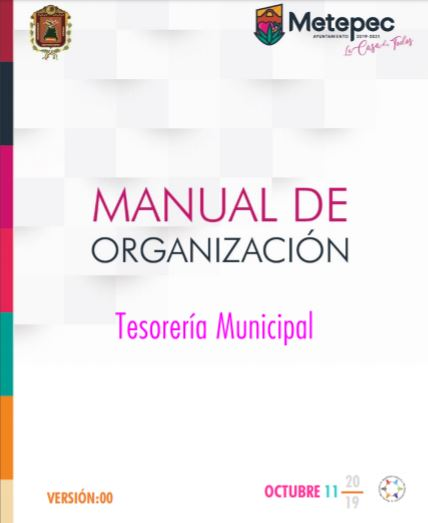 Metepec
AYUNTAMIENTO 2019-2021
La Casa de Todos
MANUAL DE
ORGANIZACIÓN
Tesorería Municipal
VERSIÓN:00
OCTUBRE 11 20
19